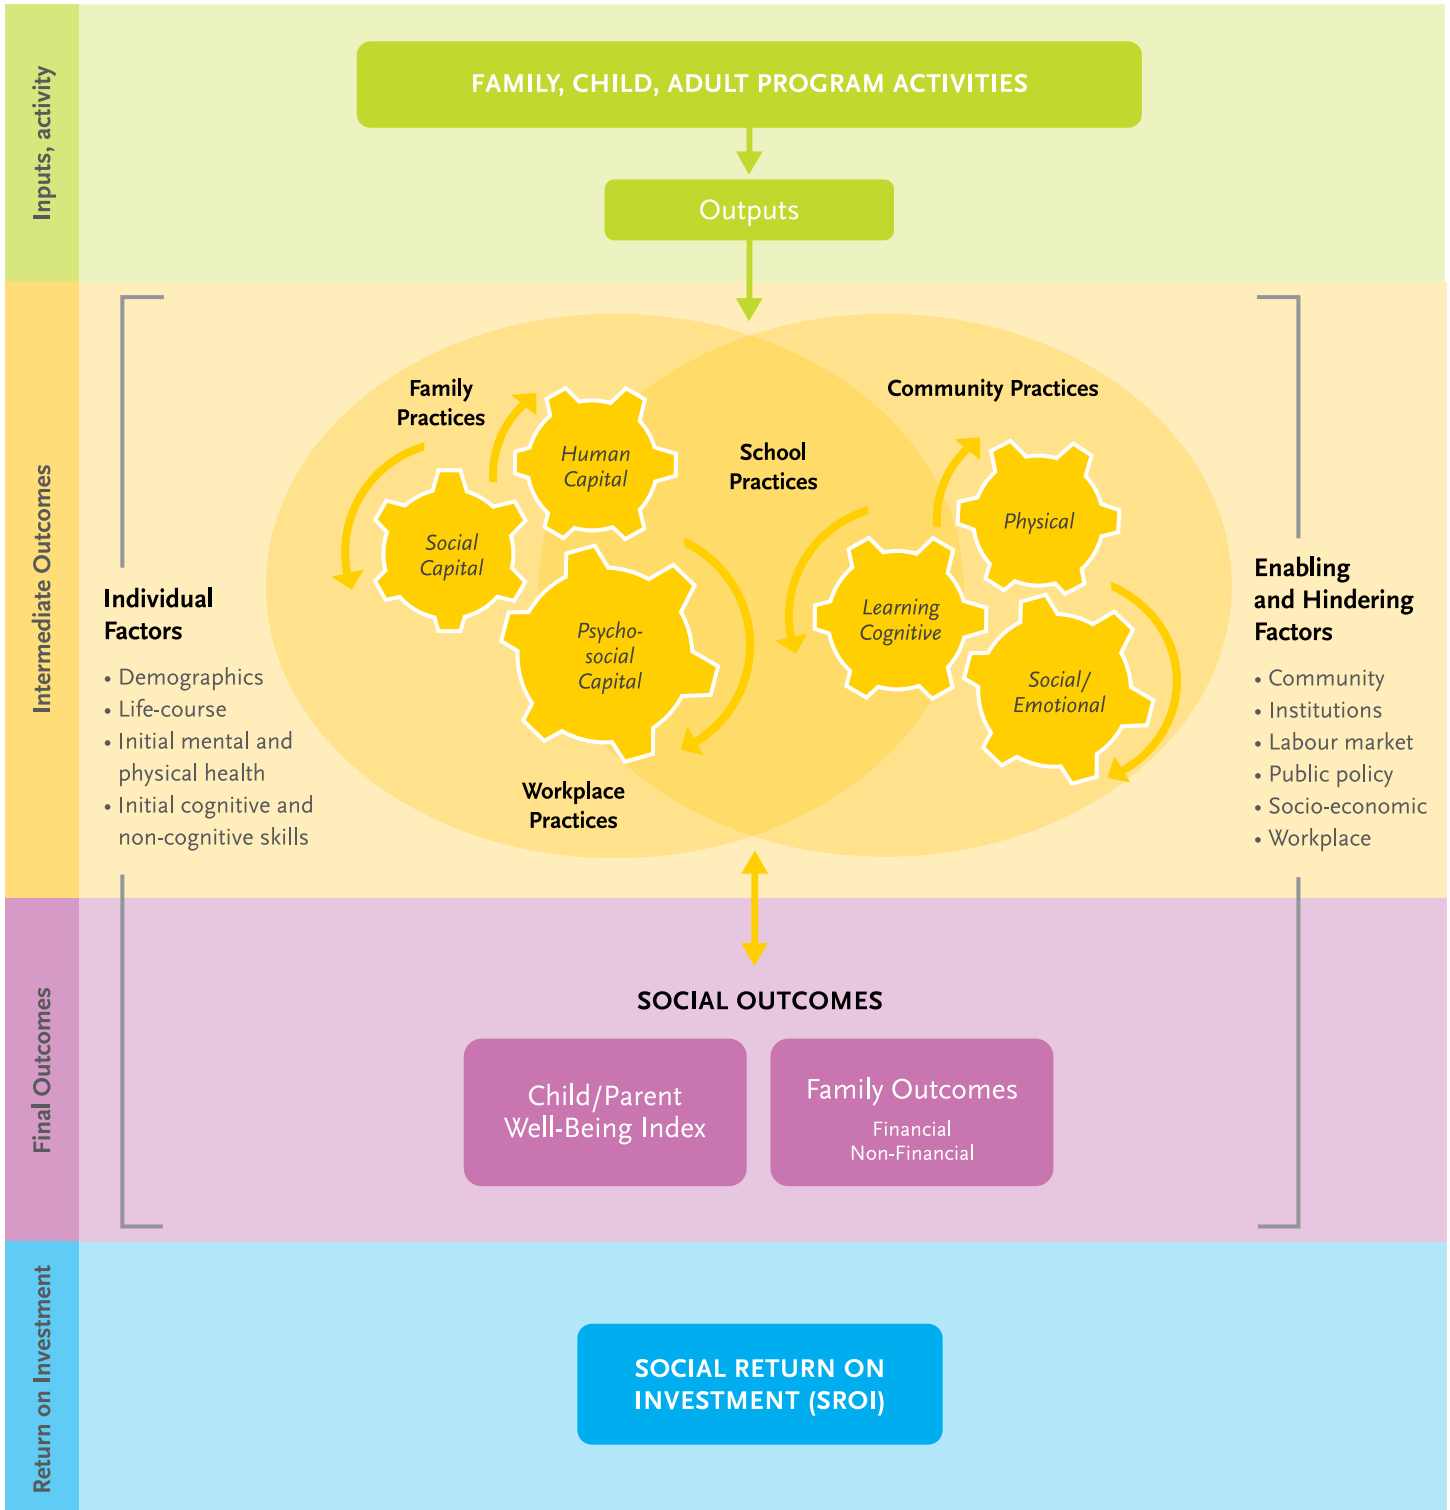 Inputs, activity
FAMILY, CHILD, ADULT PROGRAM ACTIVITIES
Outputs
Intermediate Outcomes
Individual
Factors
• Demographics
• Life-course
• Initial mental and
physical health
• Initial cognitive and
non-cognitive skills
Family
Practices
Human
Capital
Social
Capital
Psycho-
social
Capital
Workplace
Practices
School
Practices
Community Practices
Physical
Learning
Cognitive
Social/
Emotional
Enabling
and Hindering
Factors
• Community
• Institutions
• Labour market
• Public policy
• Socio-economic
• Workplace
Final Outcomes
SOCIAL OUTCOMES
Child/Parent
Well-Being Index
Family Outcomes
Financial
Non-Financial
Return on Investment
SOCIAL RETURN ON
INVESTMENT (SROI)